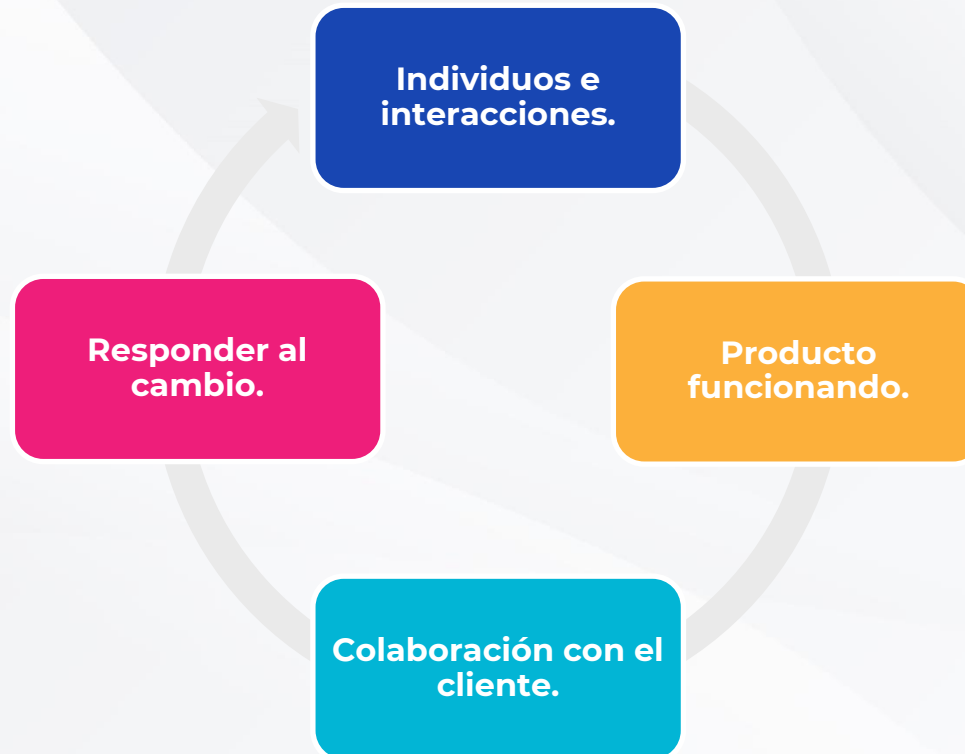 Individuos e
interacciones.
Responder al
cambio.
Producto
funcionando.
Colaboración con el
cliente.